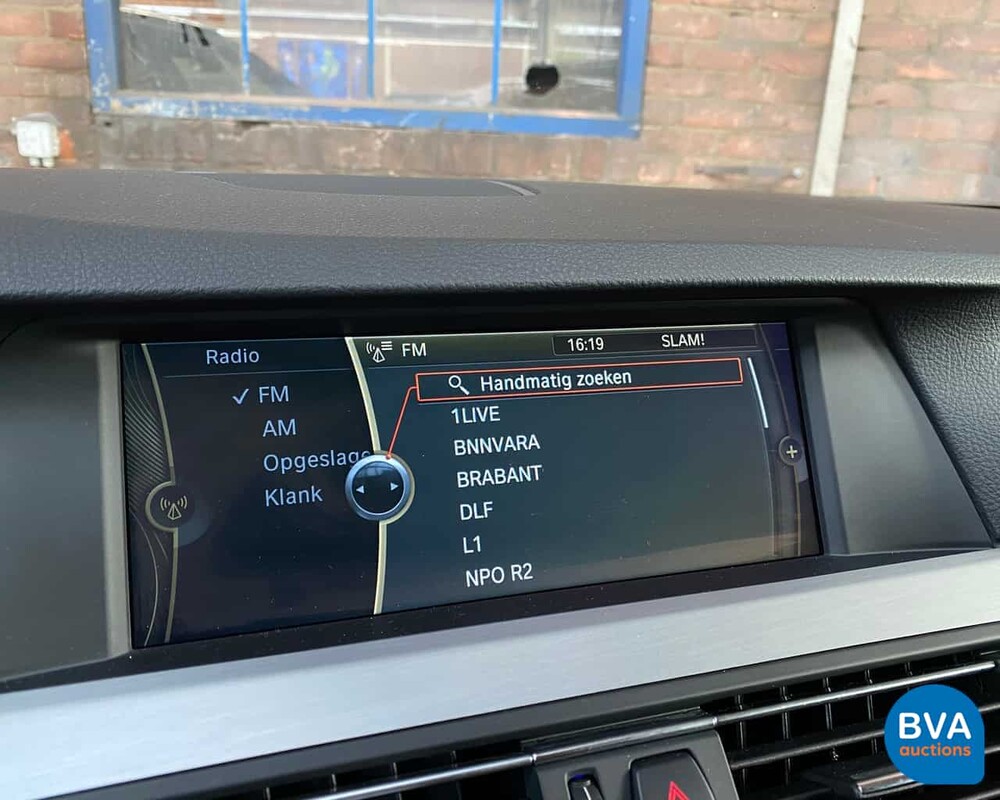 Radio
FM
AM
Opgeslage
Klank
FM 16:19 SLAM!
Handmatig zoeken
1LIVE
BNNVARA
BRABANT
DLF
L1
NPO R2
BVA
auctions